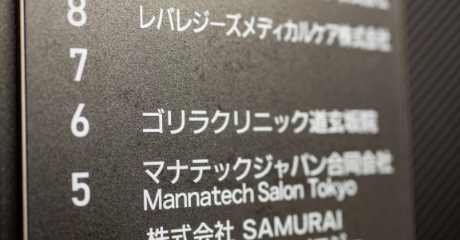 8
レバレジーズメディカルケア株式会社
7
6 ゴリラクリニック道玄坂院
5 マナテックジャパン合同会社
Mannatech Salon Tokyo
株式会社 SAMURAI